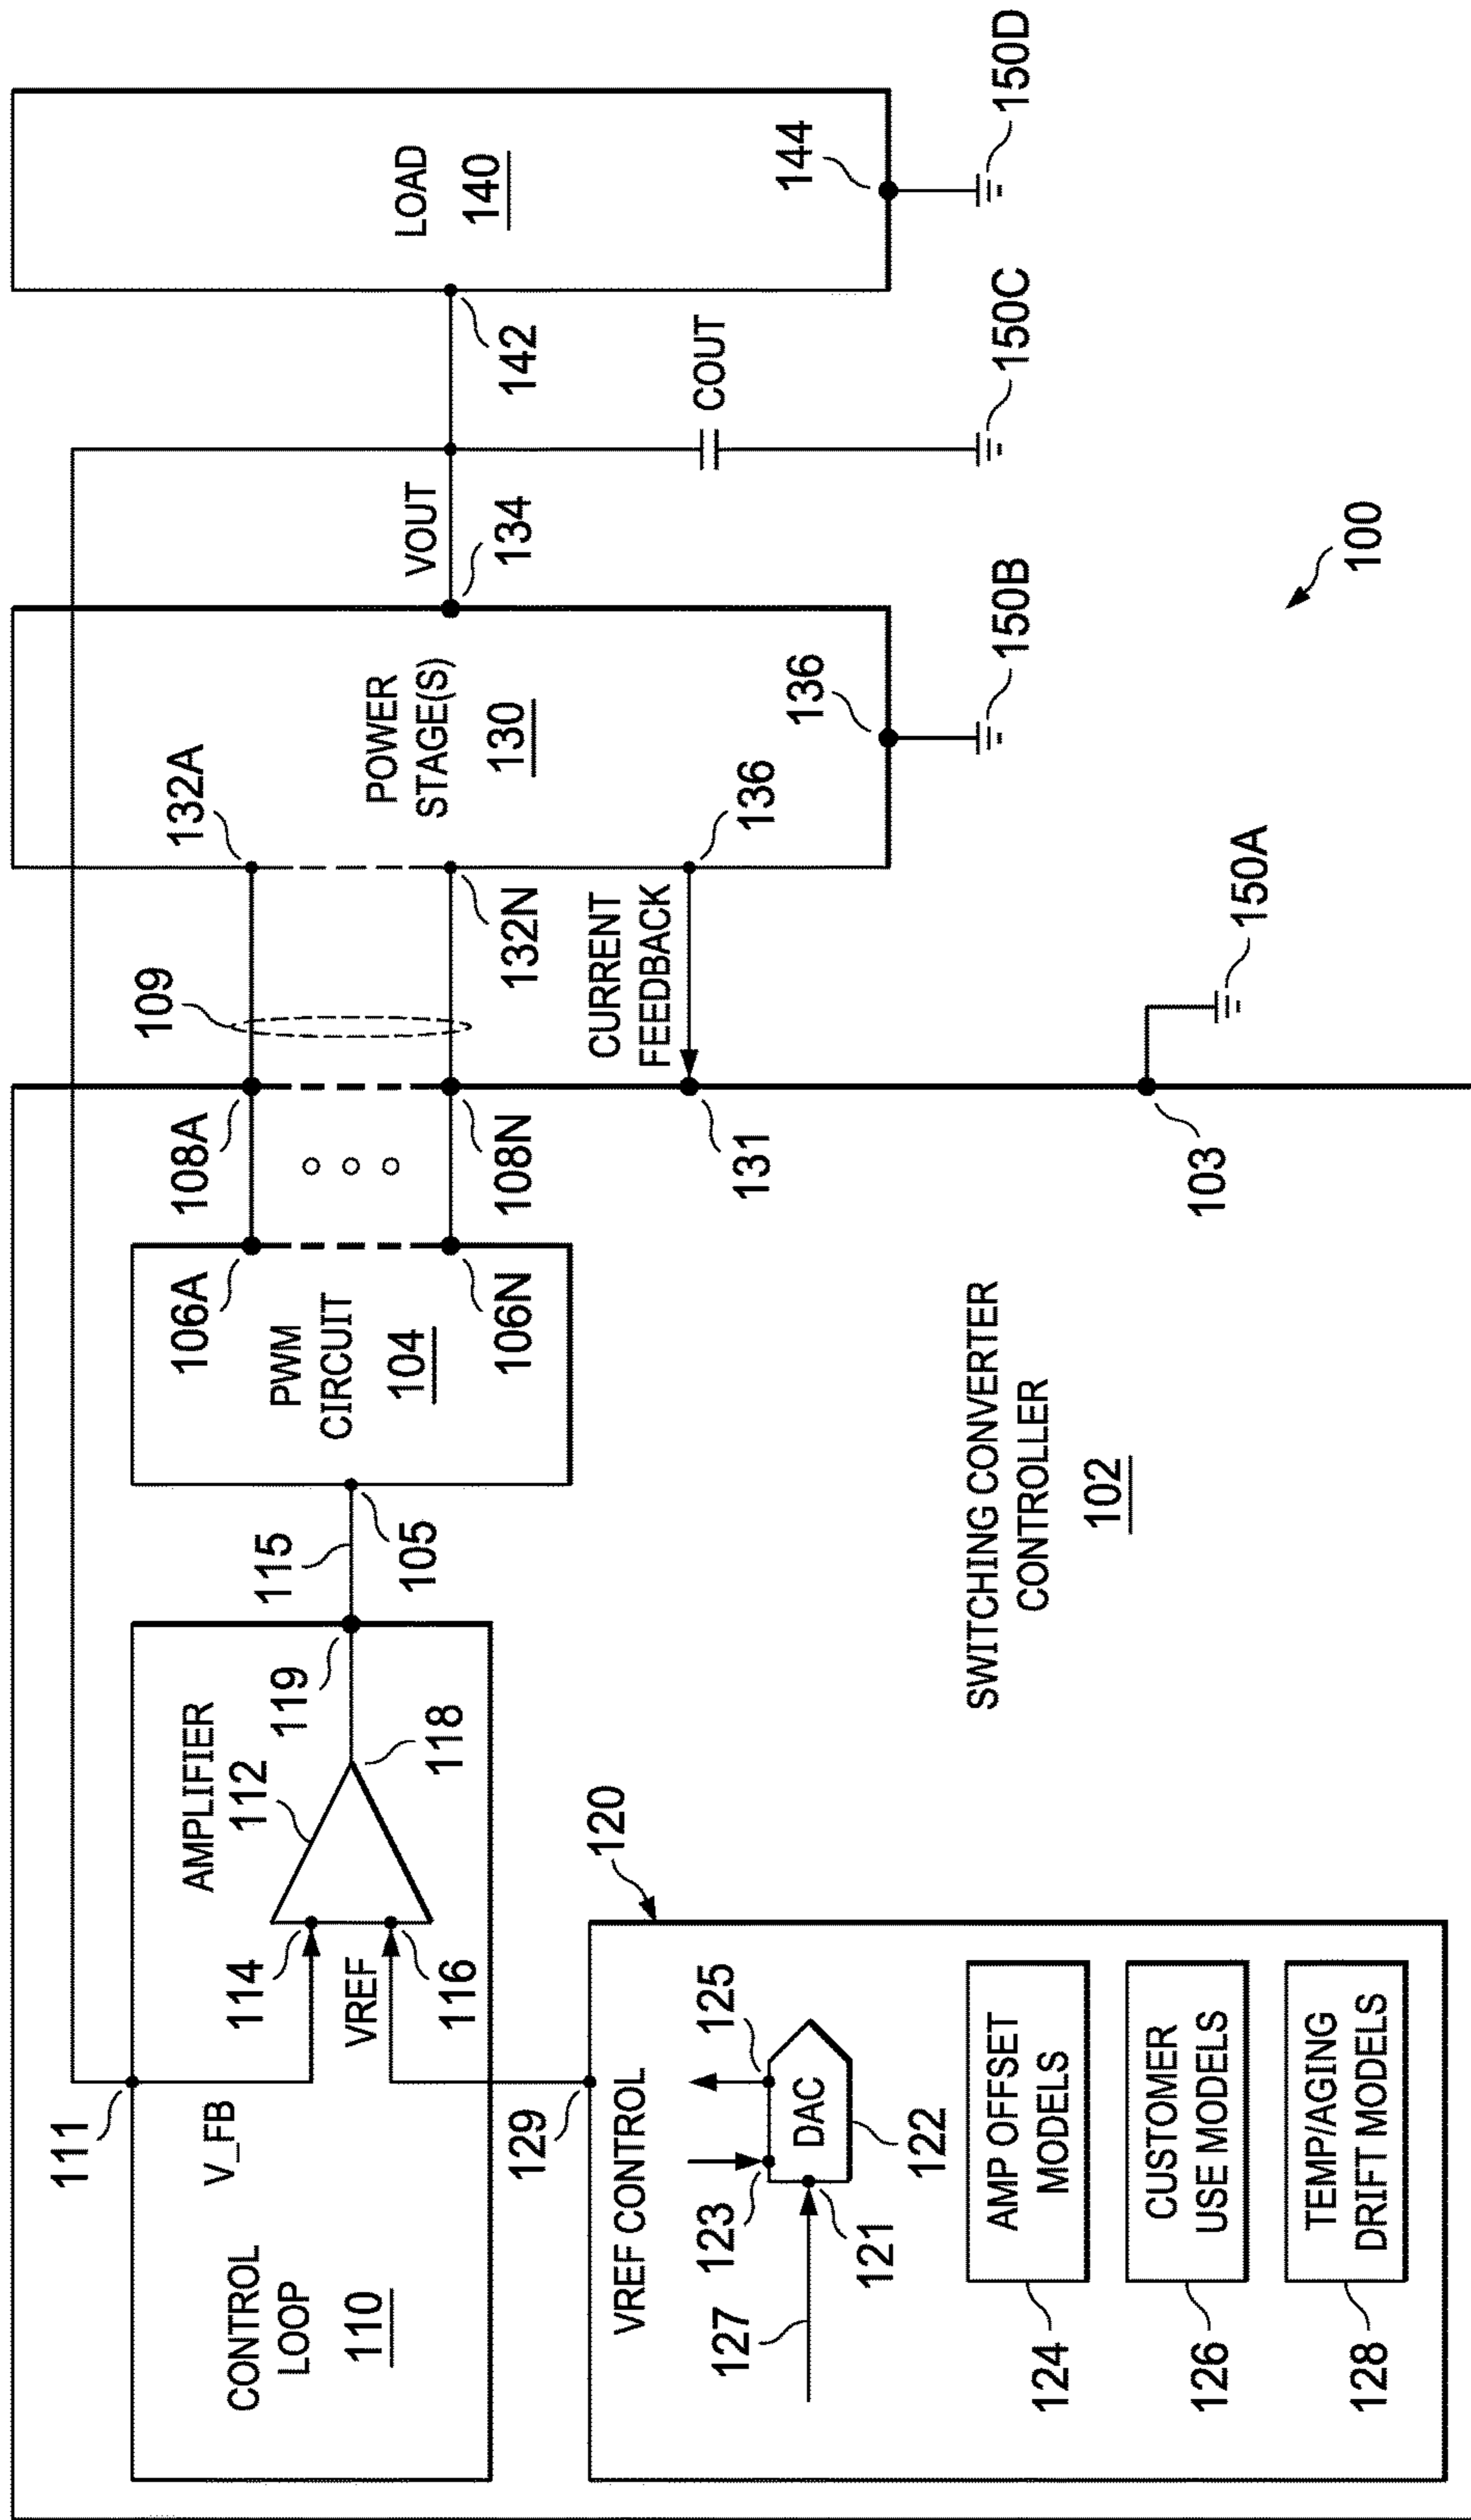 111
V_FB
CONTROL
LOOP
110
AMPLIFIER
112
114
VREF
116
118
119
115
105
106A
PWM
CIRCUIT
104
106N
108A
108N
109
132A
132N
CURRENT
FEEDBACK
131
136
POWER
STAGE(S)
130
136
150B
VOUT
134
142
COUT
150C
LOAD
140
144
150D
129
120
VREF CONTROL
123
125
DAC
127
121
122
AMP OFFSET
MODELS
124
CUSTOMER
USE MODELS
126
TEMP/AGING
DRIFT MODELS
128
SWITCHING CONVERTER
CONTROLLER
102
103
150A
100